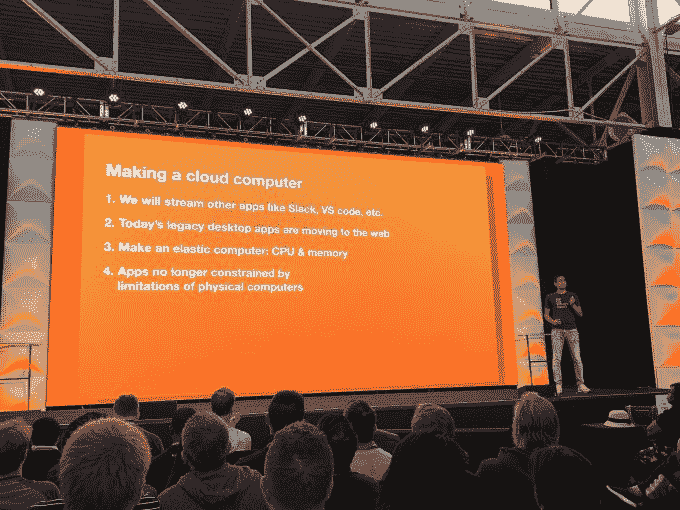 Making a cloud computer
1. We will stream other apps like Slack, VS code, etc.
2. Today's legacy desktop apps are moving to the web
3. Make an elastic computer: CPU & memory
4. Apps no longer constrained by
limitations of physical computers